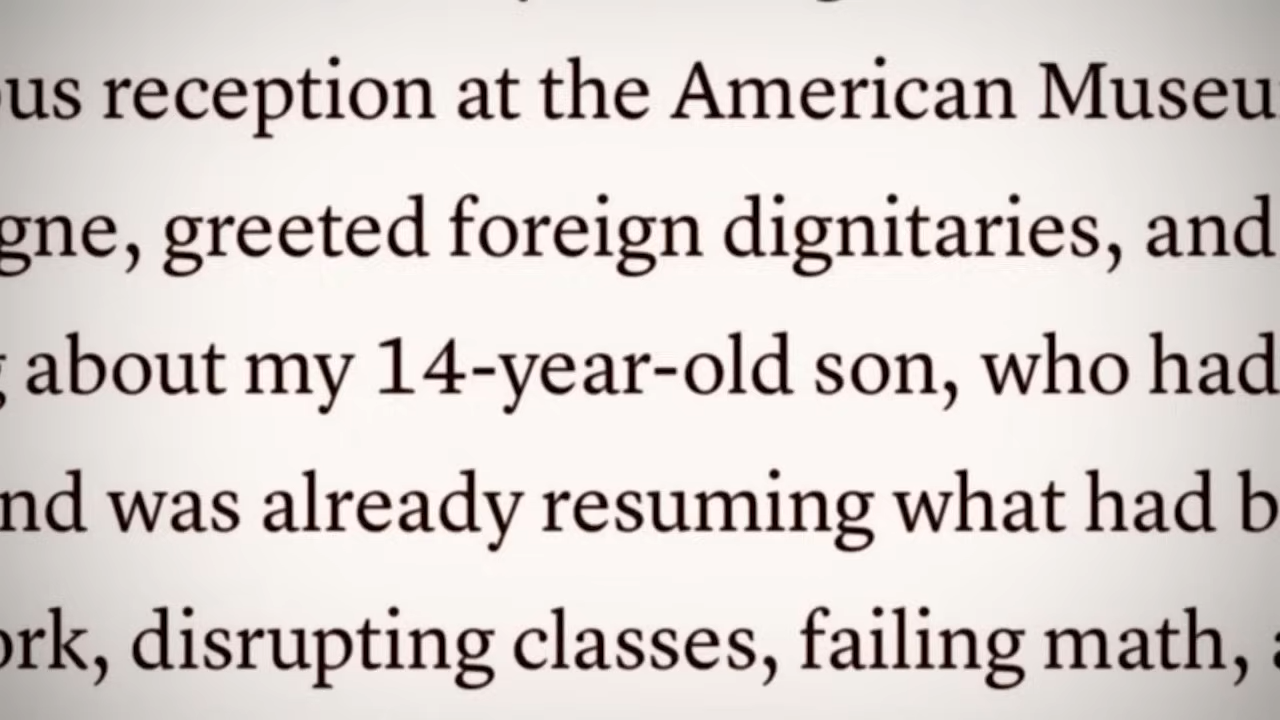 us reception at the American Museu
gne, greeted foreign dignitaries, and
about my 14-year-old son, who had
nd was already resuming what had b
ork, disrupting classes, failing math,